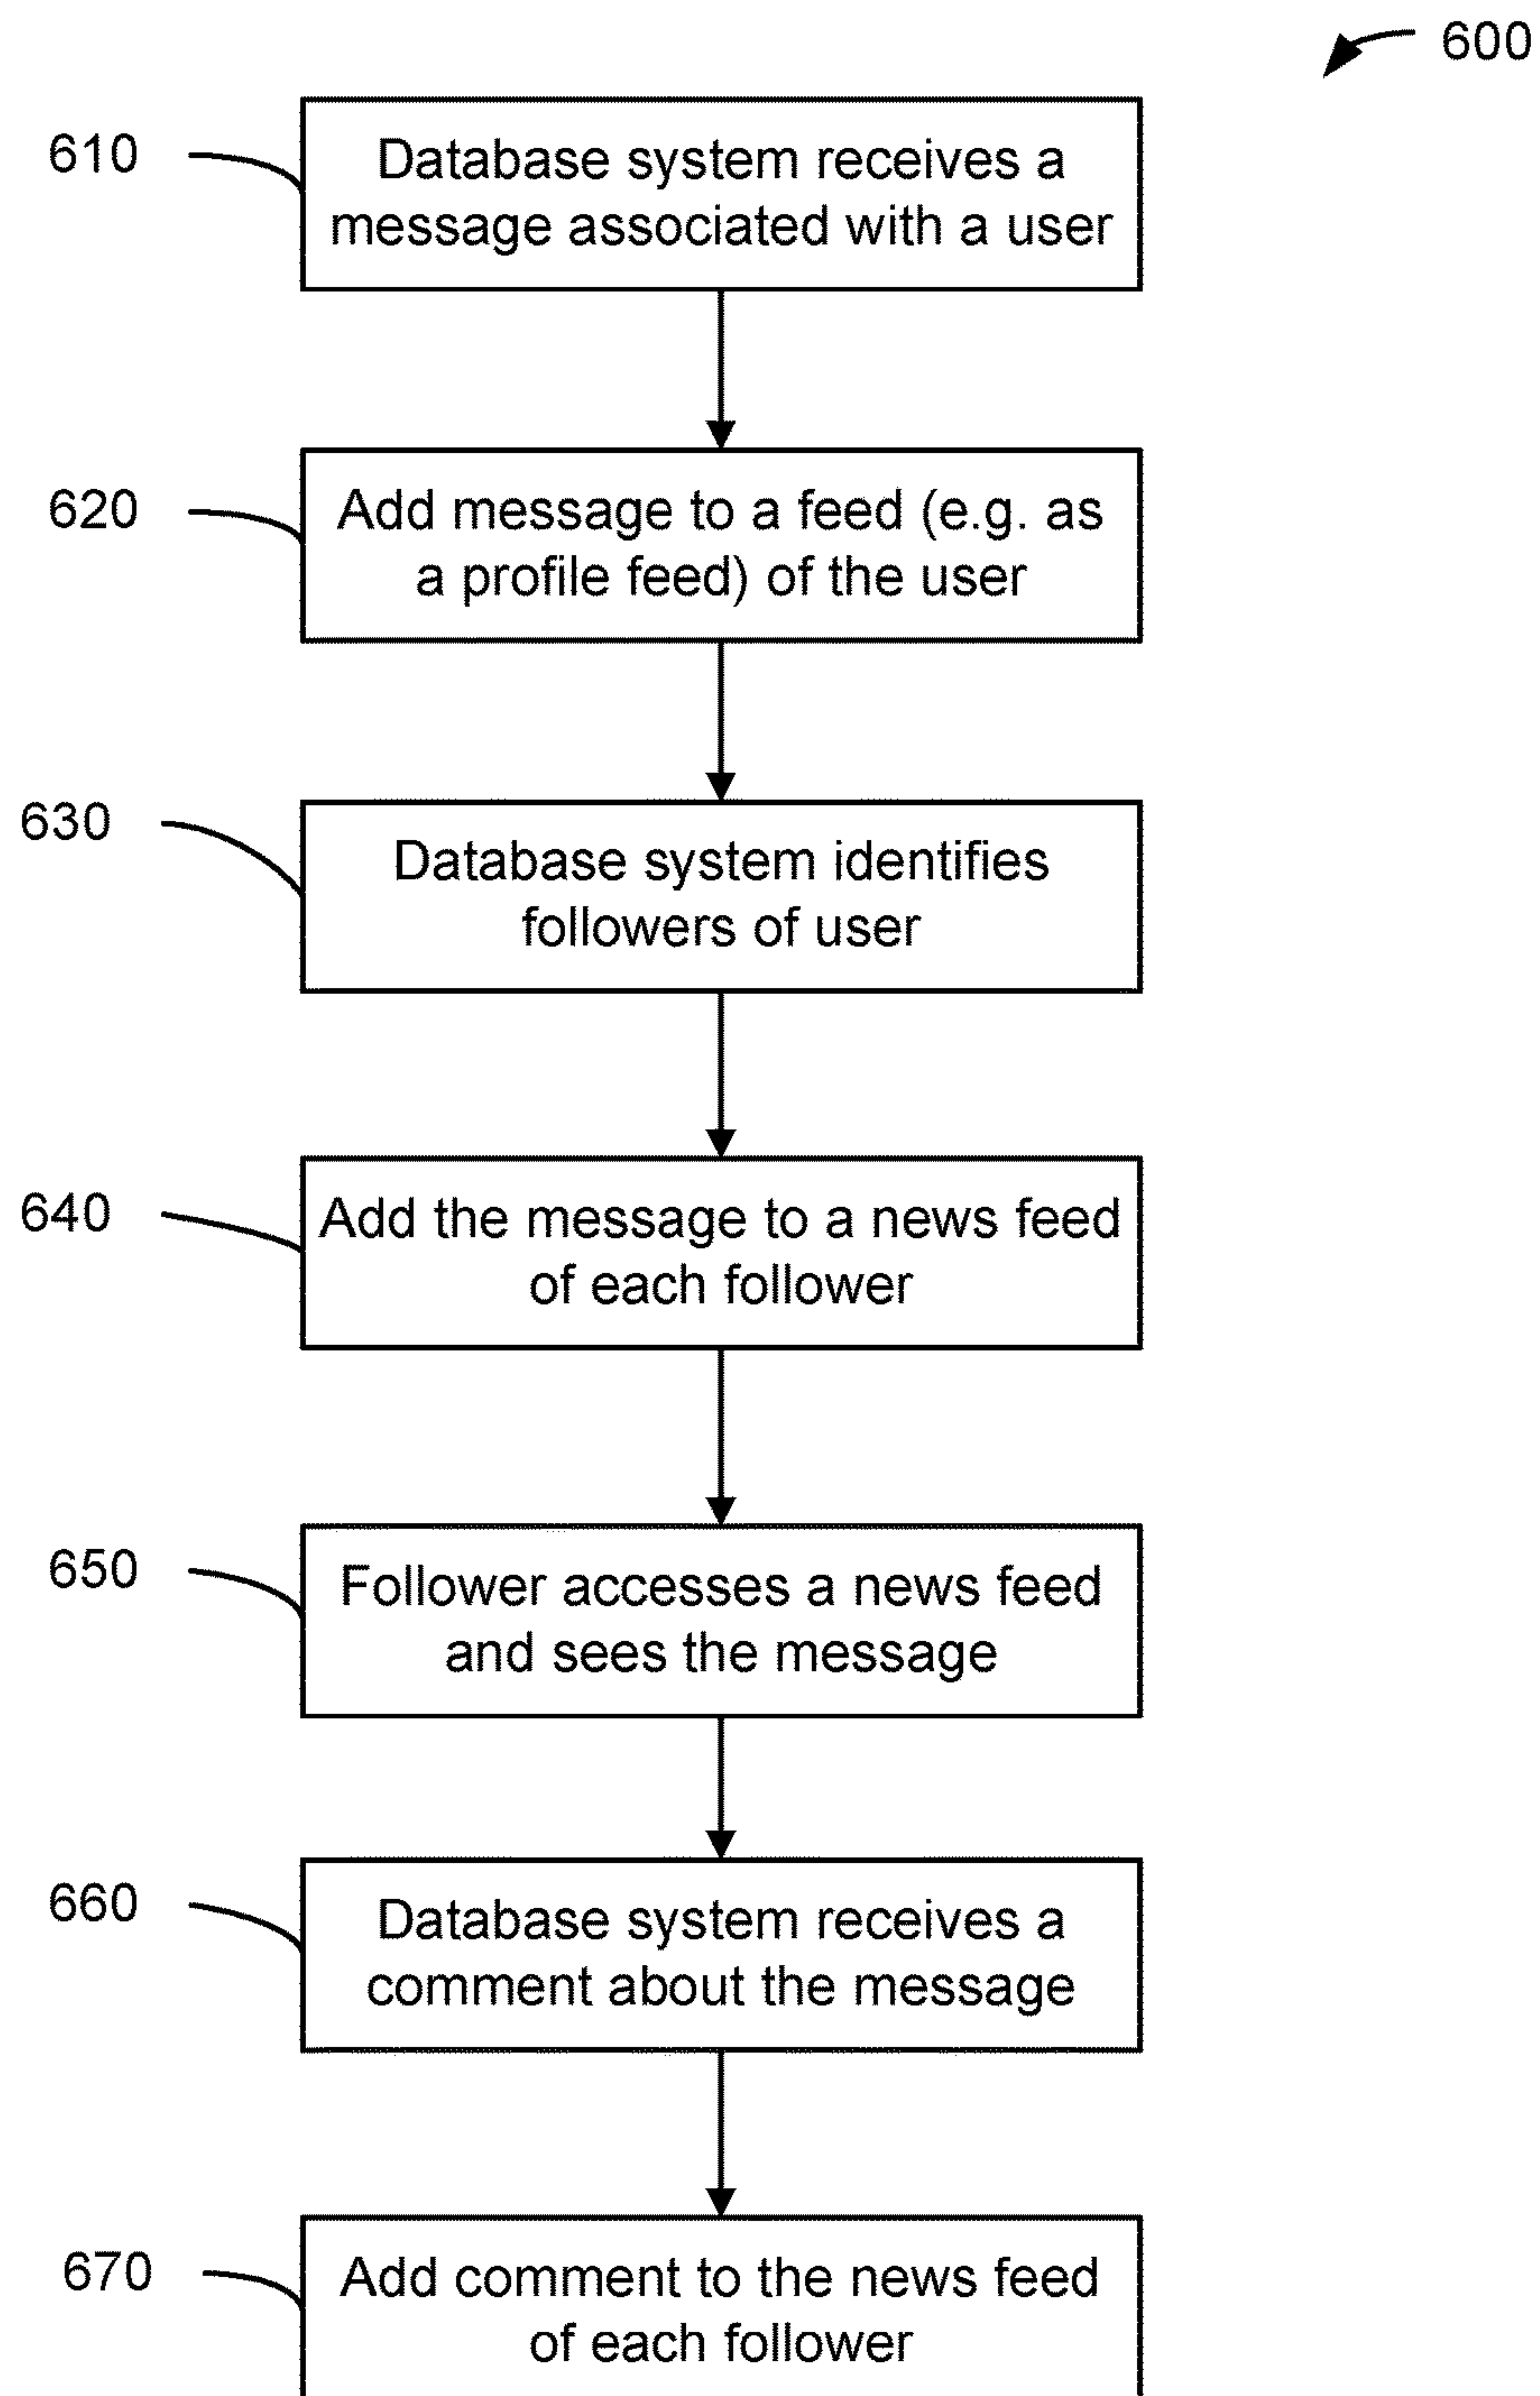 600
610
Database system receives a
message associated with a user
620
Add message to a feed (e.g. as
a profile feed) of the user
630
Database system identifies
followers of user
640
Add the message to a news feed
of each follower
650
Follower accesses a news feed
and sees the message
660
Database system receives a
comment about the message
670
Add comment to the news feed
of each follower